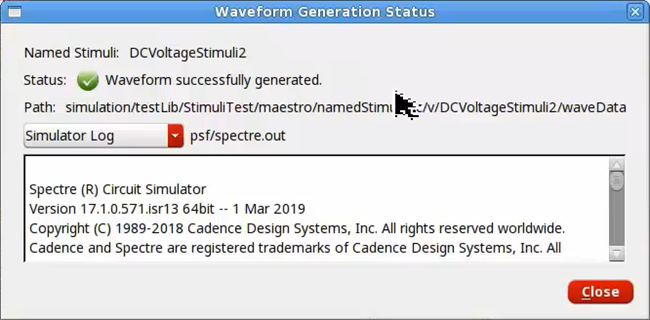 Waveform Generation Status
Named Stimuli: DCVoltageStimuli2
Status: Waveform successfully generated.
Path: simulation/testLib/StimuliTest/maestro/ /v/DCVoltageStimuli2/waveData
Simulator Log psf/spectre.out
Spectre (R) Circuit Simulator
Version 17.1.0.571.isr13 64bit -- 1 Mar 2019
Copyright (C) 1989-2018 Cadence Design Systems, Inc. All rights reserved worldwide.
Cadence and Spectre are registered trademarks of Cadence Design Systems, Inc. All
Close